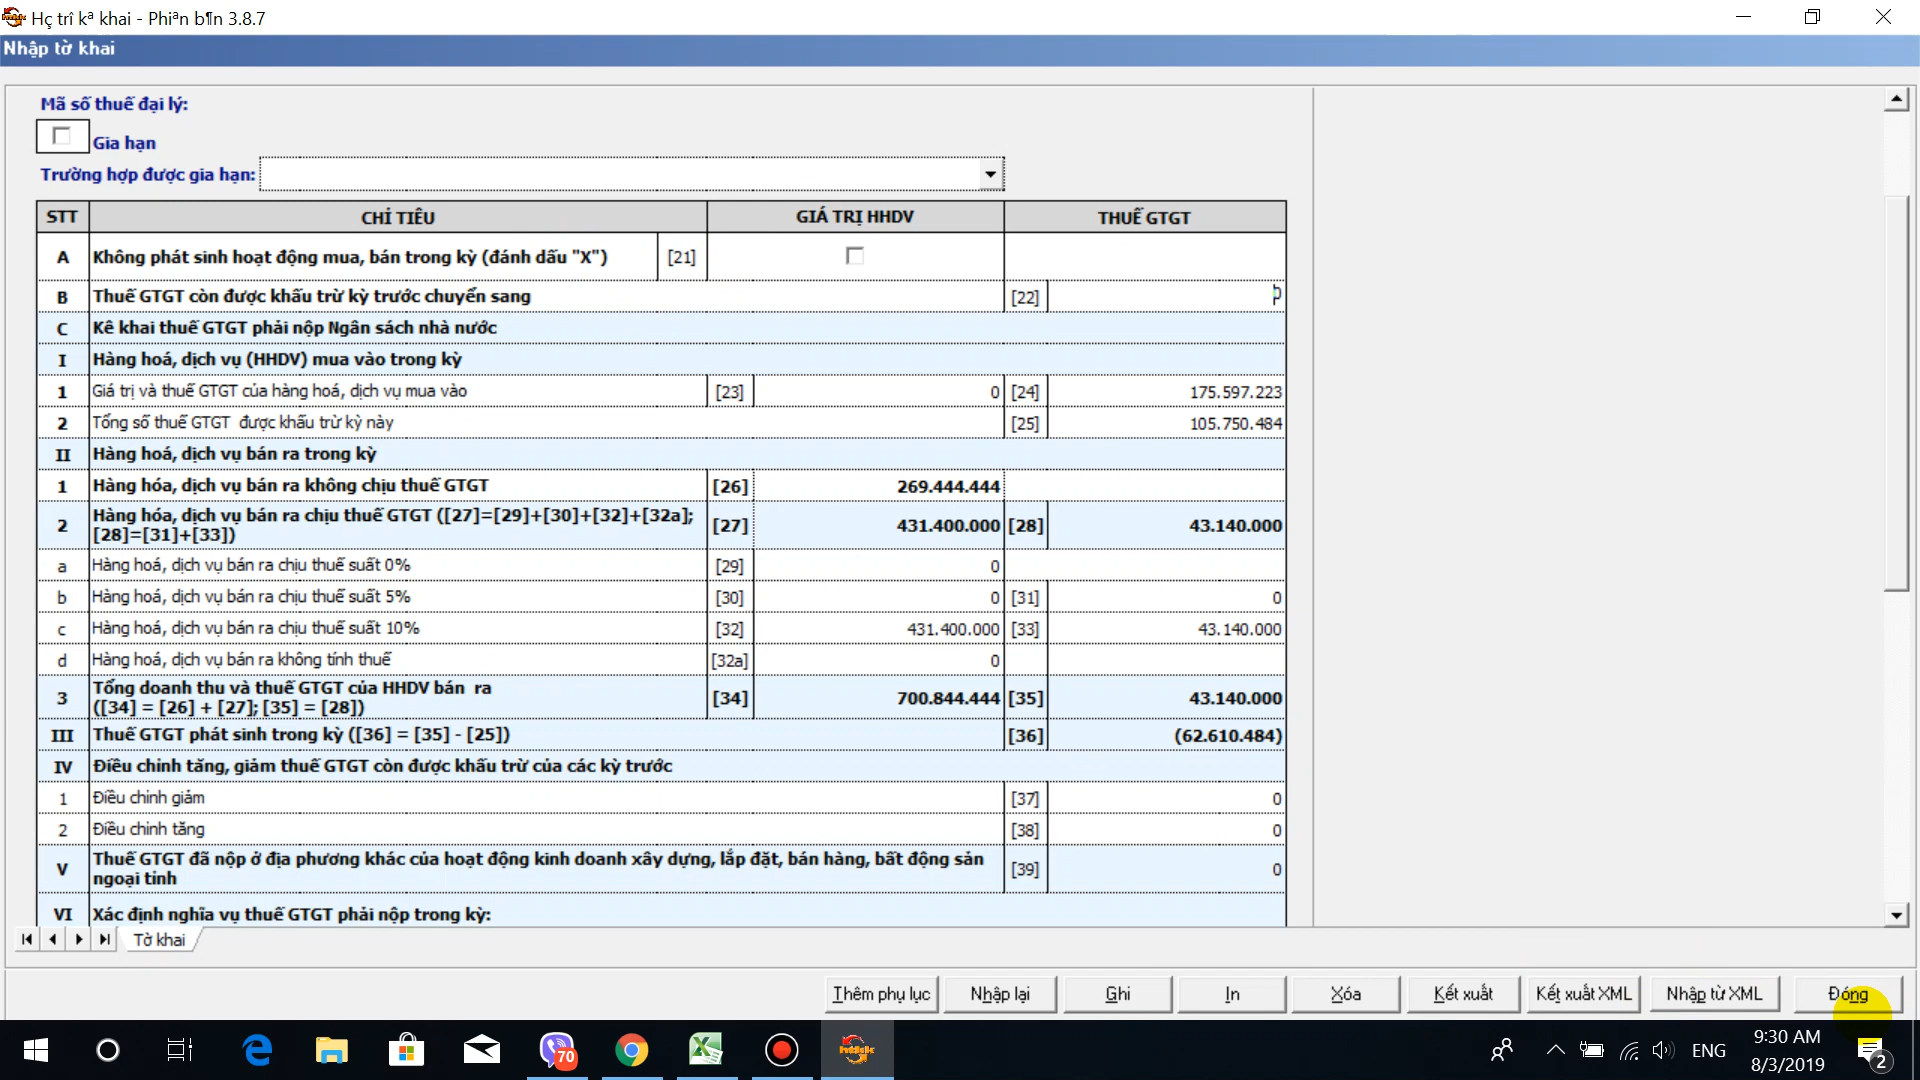 Hç trî kª khai - Phiªn b¶n 3.8.7
Nhập tờ khai
Mã số thuế đại lý:
Gia hạn
Trường hợp được gia hạn:
STT CHỈ TIÊU GIÁ TRỊ HHDV THUẾ GTGT
A Không phát sinh hoạt động mua, bán trong kỳ (đánh dấu "X") [21]
B Thuế GTGT còn được khấu trừ kỳ trước chuyển sang [22] 0
C Kê khai thuế GTGT phải nộp Ngân sách nhà nước
I Hàng hoá, dịch vụ (HHDV) mua vào trong kỳ
1 Giá trị và thuế GTGT của hàng hoá, dịch vụ mua vào [23] 0 [24] 175.597.223
2 Tổng số thuế GTGT được khấu trừ kỳ này [25] 105.750.484
II Hàng hoá, dịch vụ bán ra trong kỳ
1 Hàng hóa, dịch vụ bán ra không chịu thuế GTGT [26] 269.444.444
2 Hàng hóa, dịch vụ bán ra chịu thuế GTGT ([27]=[29]+[30]+[32]+[32a]; [27] 431.400.000 [28] 43.140.000
[28]=[31]+[33])
a Hàng hoá, dịch vụ bán ra chịu thuế suất 0% [29] 0
b Hàng hoá, dịch vụ bán ra chịu thuế suất 5% [30] 0 [31] 0
c Hàng hoá, dịch vụ bán ra chịu thuế suất 10% [32] 431.400.000 [33] 43.140.000
d Hàng hoá, dịch vụ bán ra không tính thuế [32a] 0
3 Tổng doanh thu và thuế GTGT của HHDV bán ra [34] 700.844.444 [35] 43.140.000
([34] = [26] + [27]; [35] = [28])
III Thuế GTGT phát sinh trong kỳ ([36] = [35] - [25]) [36] (62.610.484)
IV Điều chỉnh tăng, giảm thuế GTGT còn được khấu trừ của các kỳ trước
1 Điều chỉnh giảm [37] 0
2 Điều chỉnh tăng [38] 0
V Thuế GTGT đã nộp ở địa phương khác của hoạt động kinh doanh xây dựng, lắp đặt, bán hàng, bất động sản [39] 0
ngoại tỉnh
VI Xác định nghĩa vụ thuế GTGT phải nộp trong kỳ:
Tờ khai
Thêm phụ lục Nhập lại Ghi In Xóa Kết xuất Kết xuất XML Nhập từ XML Đóng
70
ENG
9:30 AM
8/3/2019
2